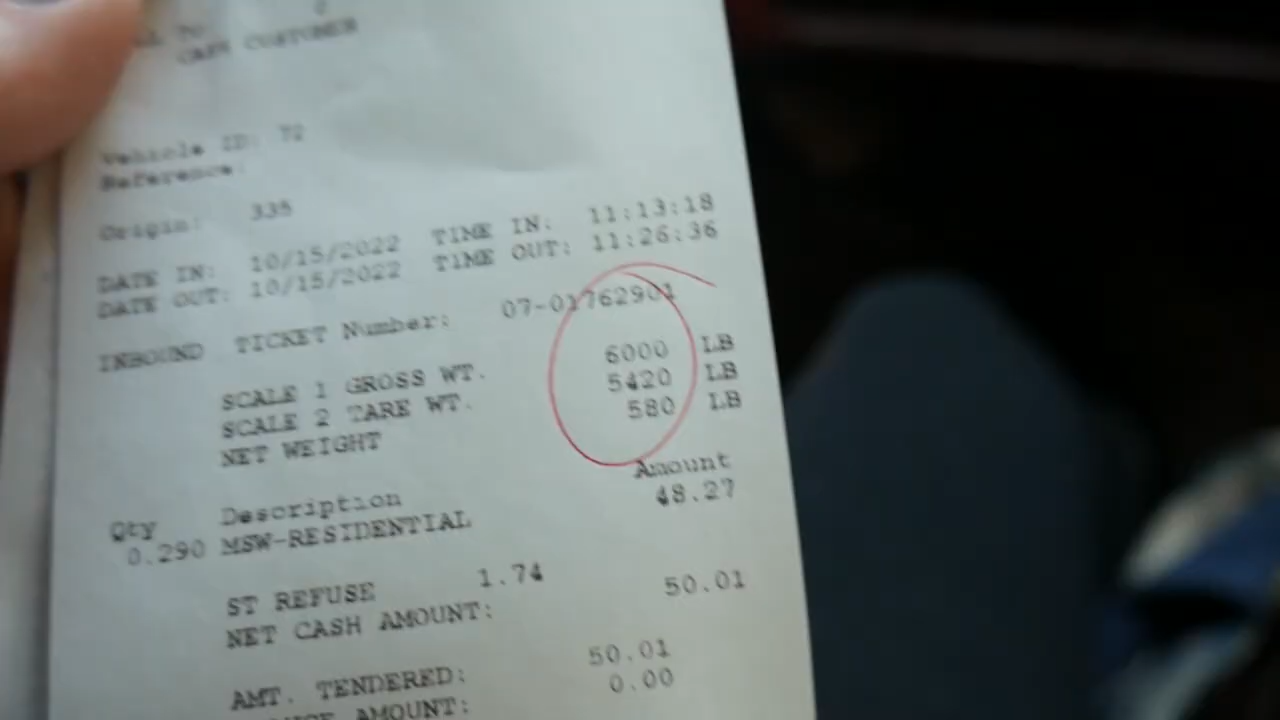 CASH CUSTOMER
Vehicle ID: 72
Reference:
Origin: 335
DATE IN: 10/15/2022 TIME IN: 11:13:18
DATE OUT: 10/15/2022 TIME OUT: 11:26:36
INBOUND TICKET Number: 07-01762901
SCALE 1 GROSS WT. 6000 LB
SCALE 2 TARE WT. 5420 LB
NET WEIGHT 580 LB
Qty Description Amount
0.290 MSW-RESIDENTIAL 48.27
ST REFUSE 1.74
NET CASH AMOUNT: 50.01
AMT. TENDERED: 50.01
AMOUNT: 0.00